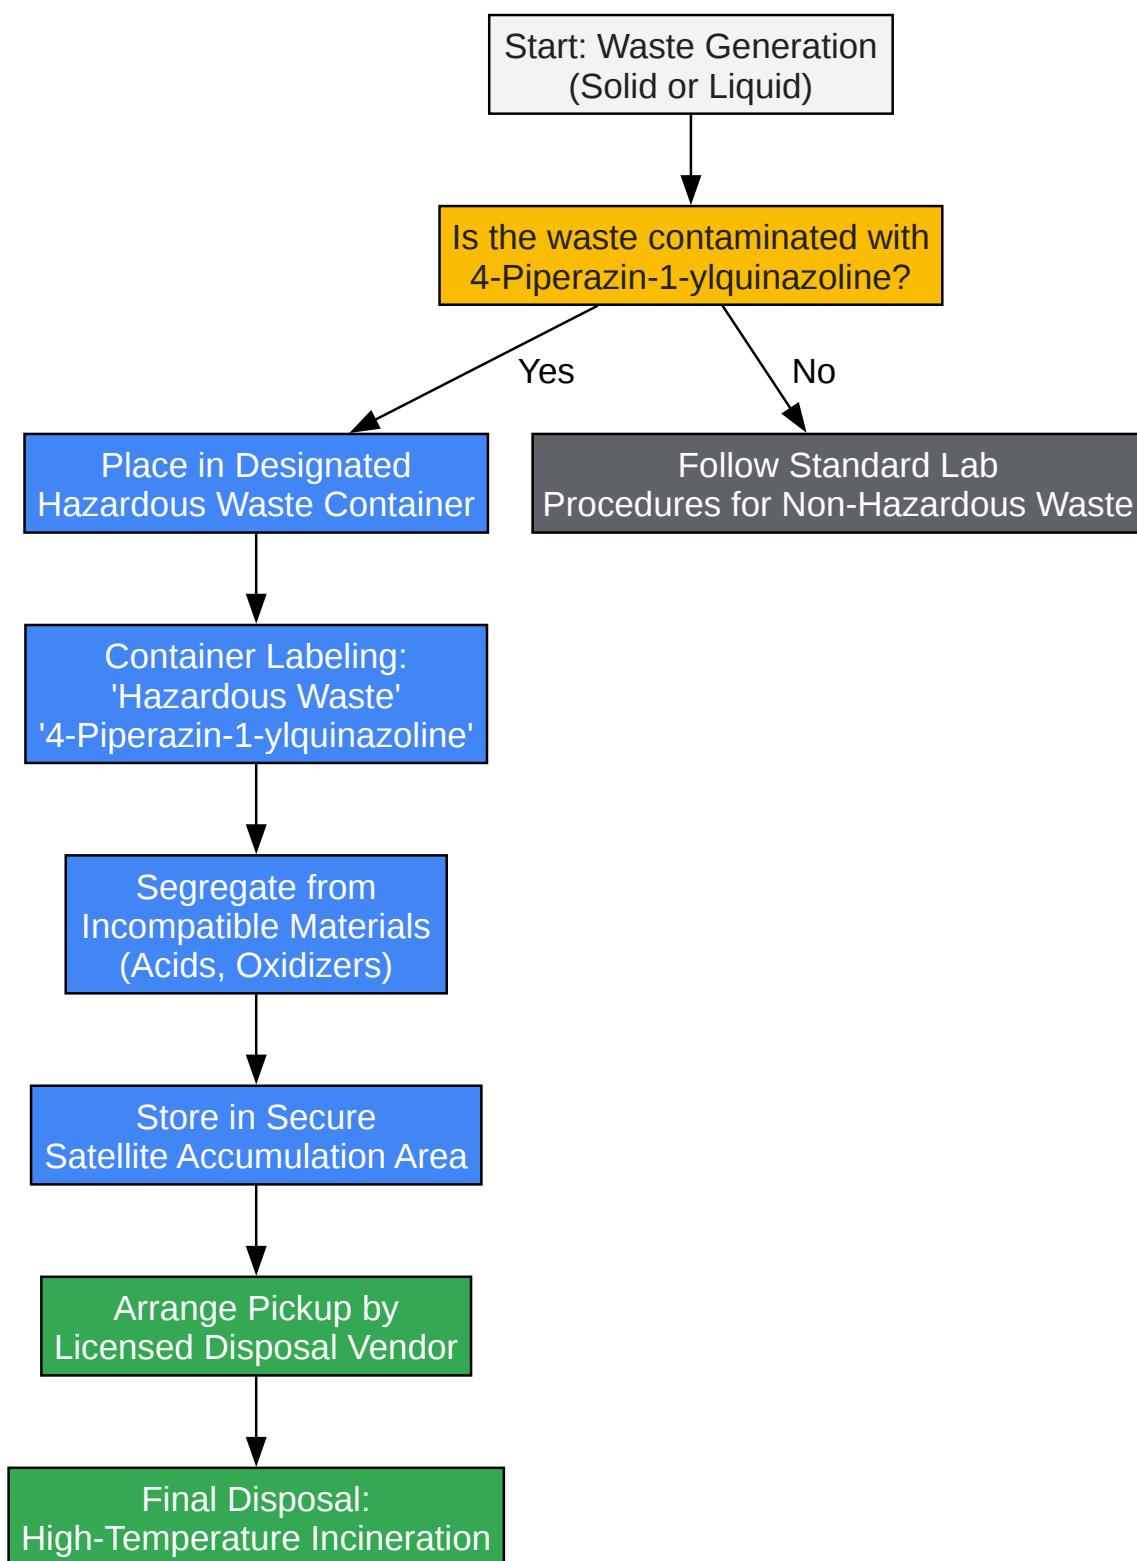 Start: Waste Generation
(Solid or Liquid)
Is the waste contaminated with
4-Piperazin-1-ylquinazoline?
Yes
No
Place in Designated
Hazardous Waste Container
Follow Standard Lab
Procedures for Non-Hazardous Waste
Container Labeling:
'Hazardous Waste'
'4-Piperazin-1-ylquinazoline'
Segregate from
Incompatible Materials
(Acids, Oxidizers)
Store in Secure
Satellite Accumulation Area
Arrange Pickup by
Licensed Disposal Vendor
Final Disposal:
High-Temperature Incineration